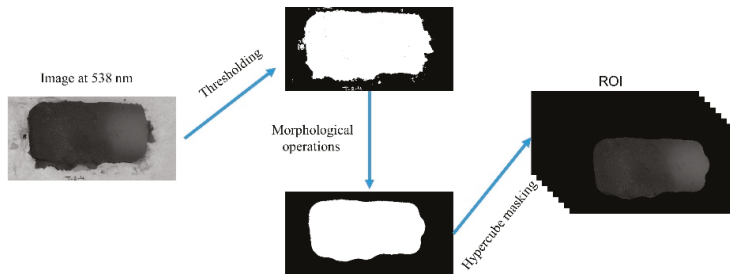 Image at 538 nm
Thresholding
Morphological
operations
Hypercube masking
ROI